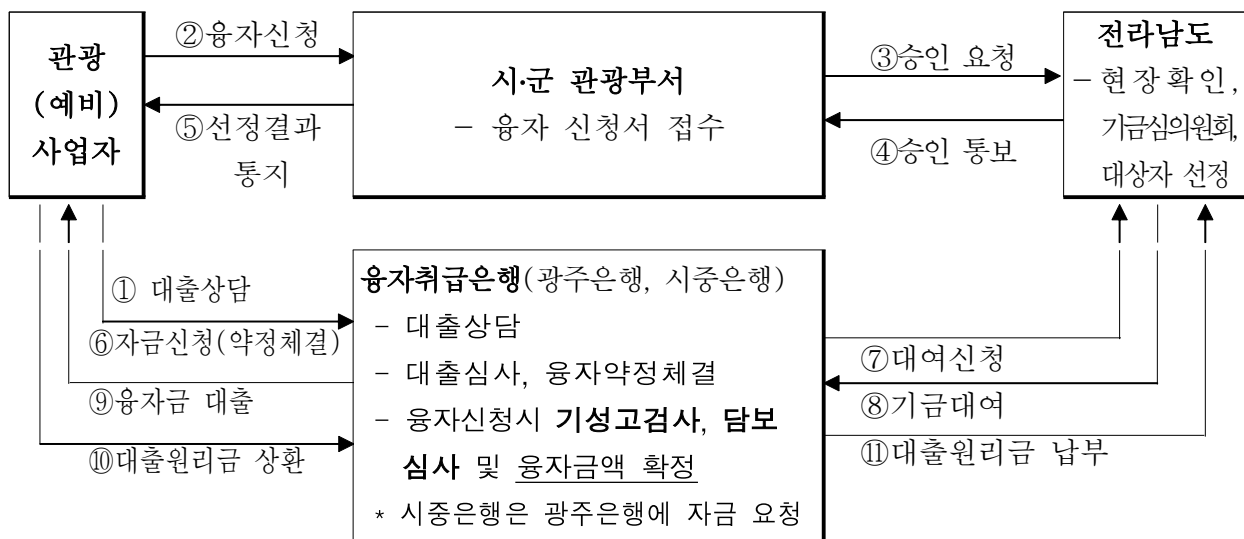 관광
(예비)
사업자
②융자신청
⑤선정결과
통지
시·군 관광부서
- 융자 신청서 접수
③승인 요청
④승인 통보
전라남도
- 현장확인,
기금심의원회,
대상자 선정
① 대출상담
⑥자금신청(약정체결)
⑨융자금 대출
⑩대출원리금 상환
융자취급은행(광주은행, 시중은행)
- 대출상담
- 대출심사, 융자약정체결
- 융자신청시 기성고검사, 담보
심사 및 융자금액 확정
* 시중은행은 광주은행에 자금 요청
⑦대여신청
⑧기금대여
⑪대출원리금 납부